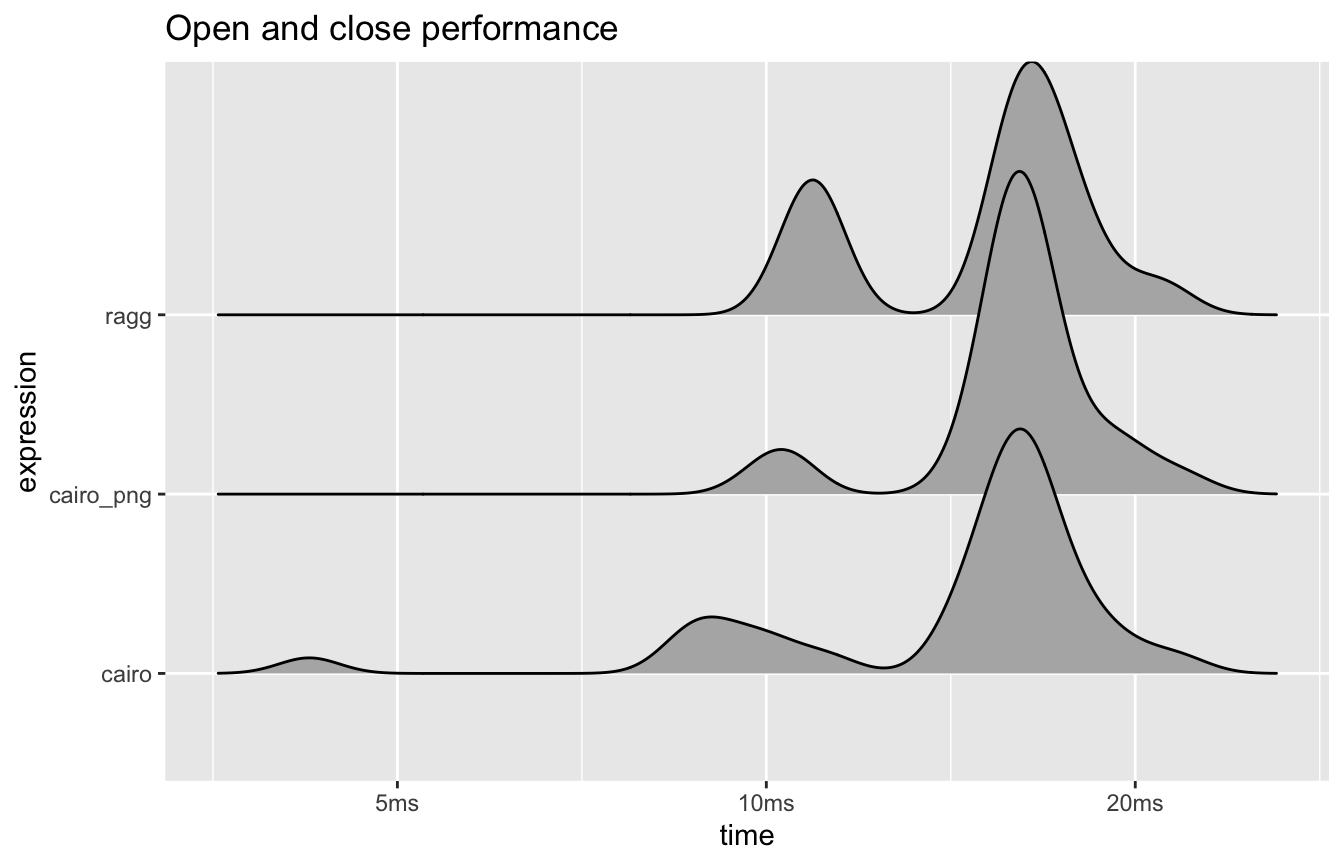 Open and close performance
ragg
cairo_png
cairo
expression
5ms
10ms
20ms
time